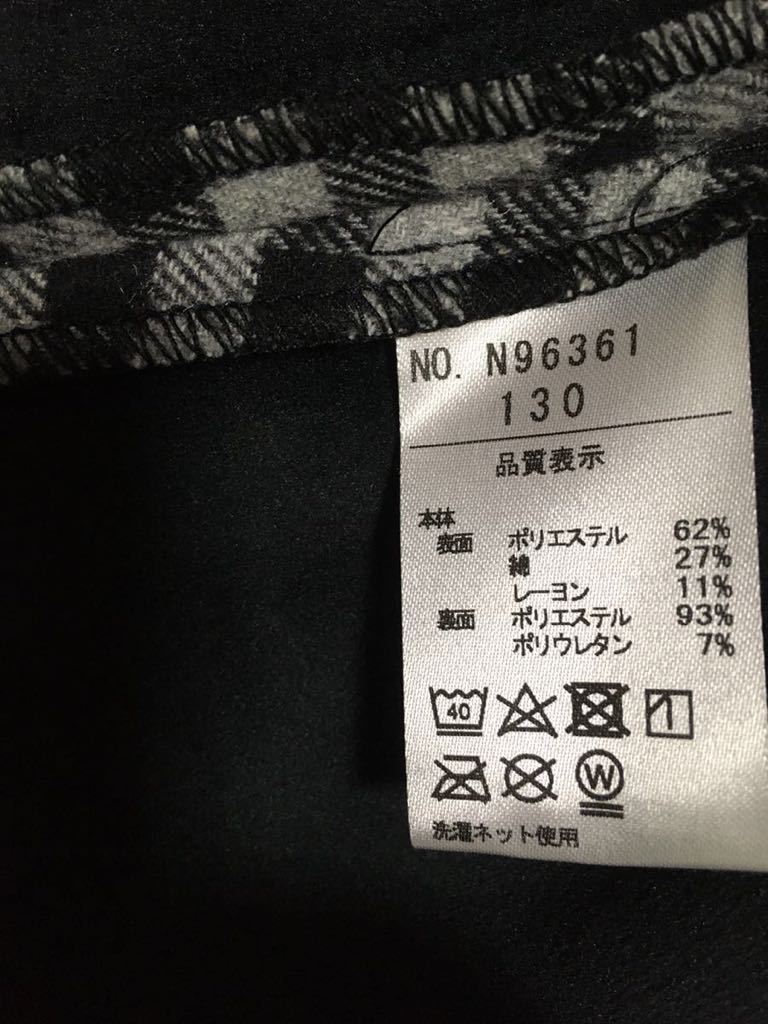 NO. N96361
130
品質表示
本体
表面 ポリエステル 62%
綿 27%
レーヨン 11%
裏面 ポリエステル 93%
ポリウレタン 7%
40
W
洗濯ネット使用